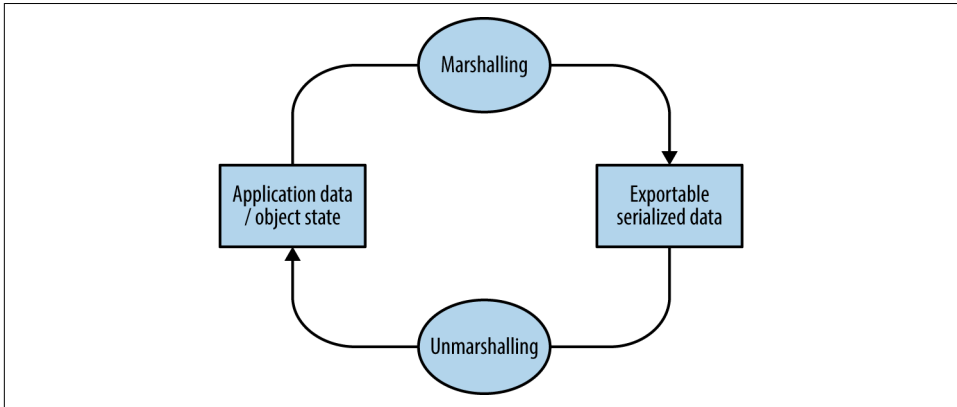 Marshalling
Application data
/ object state
Exportable
serialized data
Unmarshalling